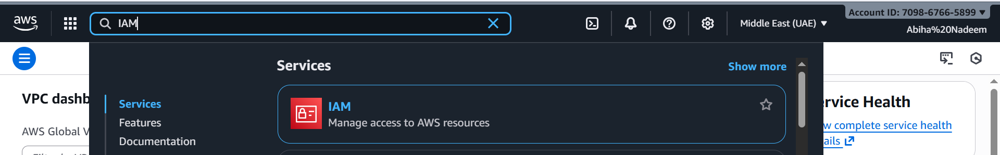 aws
IAM
Middle East (UAE) ▼
Account ID: 7098-6766-5899 ▼
Abiha%20Nadeem
Services
Show more
VPC dashb
Services
Features
Documentation
IAM
Manage access to AWS resources
AWS Global V
rvice Health
w complete service health
ails